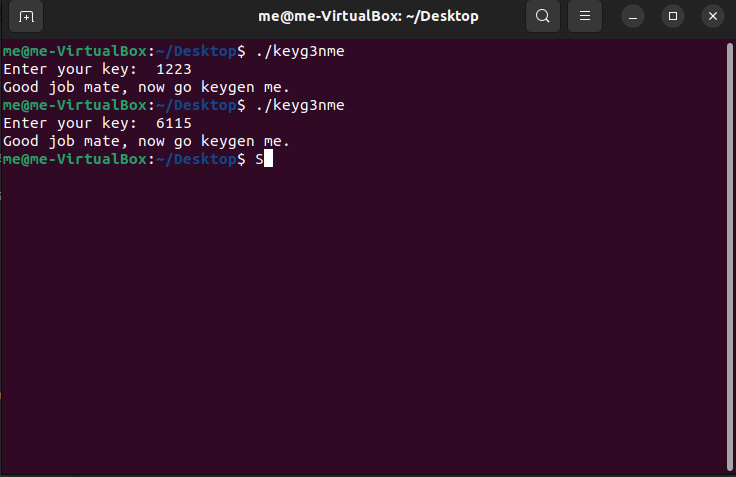 me@me-VirtualBox: ~/Desktop
me@me-VirtualBox:~/Desktop$ ./keyg3nme
Enter your key:  1223
Good job mate, now go keygen me.
me@me-VirtualBox:~/Desktop$ ./keyg3nme
Enter your key:  6115
Good job mate, now go keygen me.
me@me-VirtualBox:~/Desktop$ S